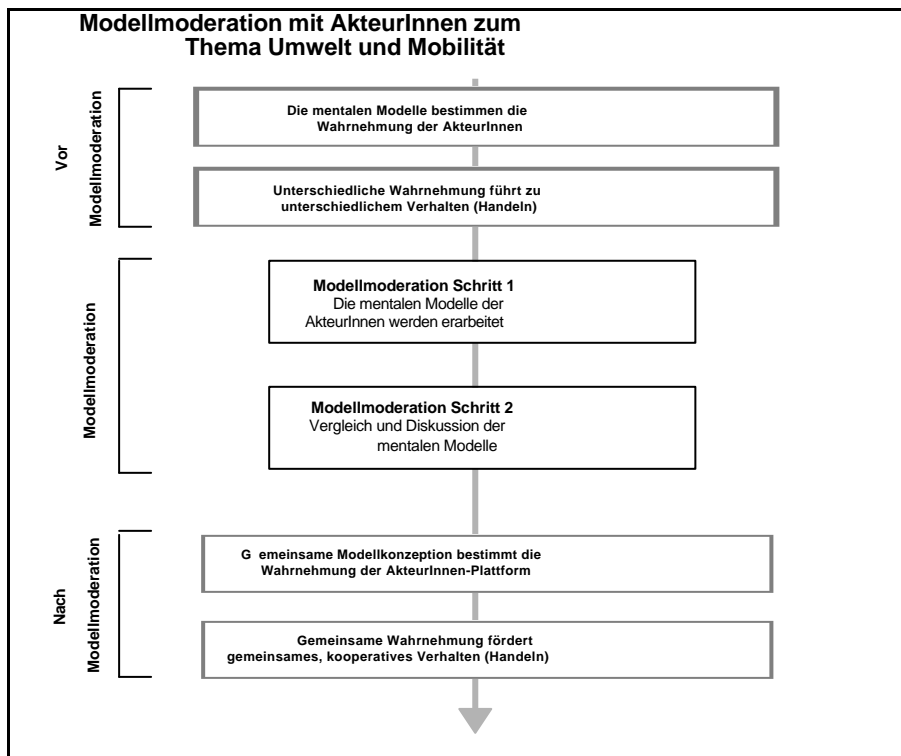 Modellmoderation mit AkteurInnen zum
Thema Umwelt und Mobilität
Vor
Modellmoderation
Die mentalen Modelle bestimmen die
Wahrnehmung der AkteurInnen
Unterschiedliche Wahrnehmung führt zu
unterschiedlichem Verhalten (Handeln)
Modellmoderation
Modellmoderation Schritt 1
Die mentalen Modelle der
AkteurInnen werden erarbeitet
Modellmoderation Schritt 2
Vergleich und Diskussion der
mentalen Modelle
Nach
Modellmoderation
G emeinsame Modellkonzeption bestimmt die
Wahrnehmung der AkteurInnen-Plattform
Gemeinsame Wahrnehmung fördert
gemeinsames, kooperatives Verhalten (Handeln)